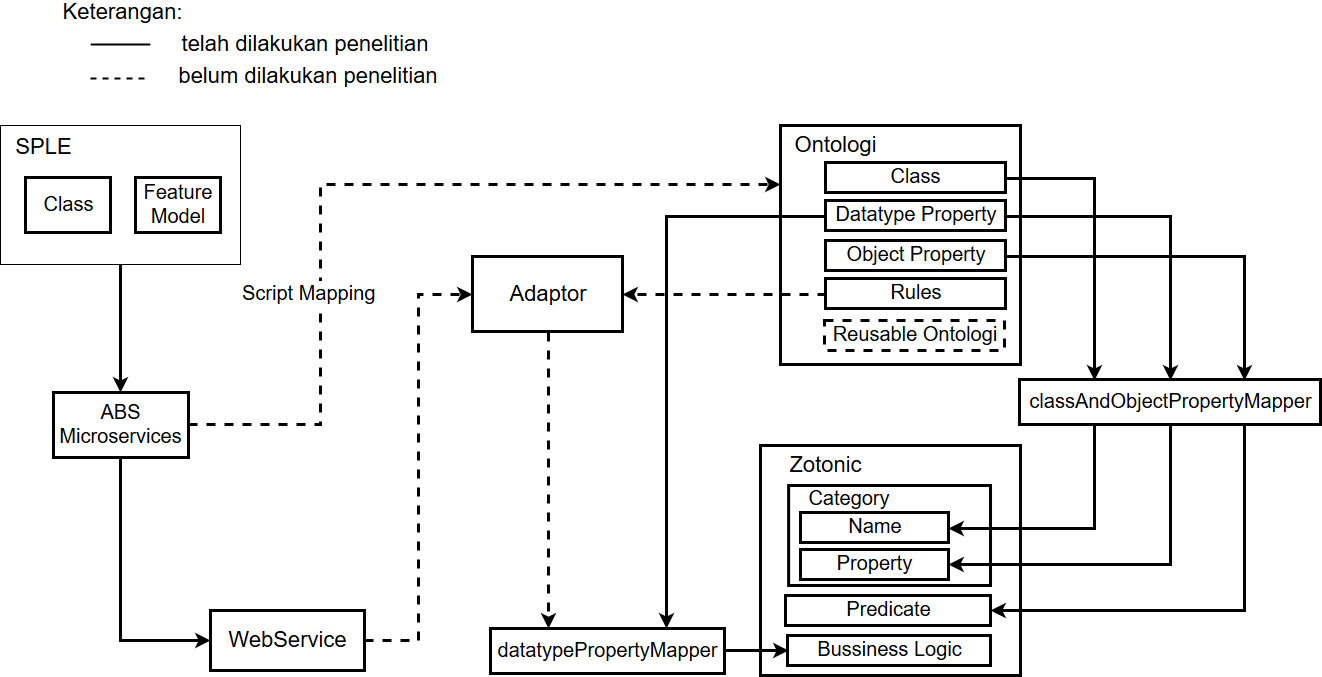 Keterangan:
telah dilakukan penelitian
belum dilakukan penelitian
SPLE
Class
Feature
Model
Script Mapping
ABS
Microservices
WebService
Adaptor
datatypePropertyMapper
Ontologi
Class
Datatype Property
Object Property
Rules
Reusable Ontologi
classAndObjectPropertyMapper
Zotonic
Category
Name
Property
Predicate
Bussiness Logic